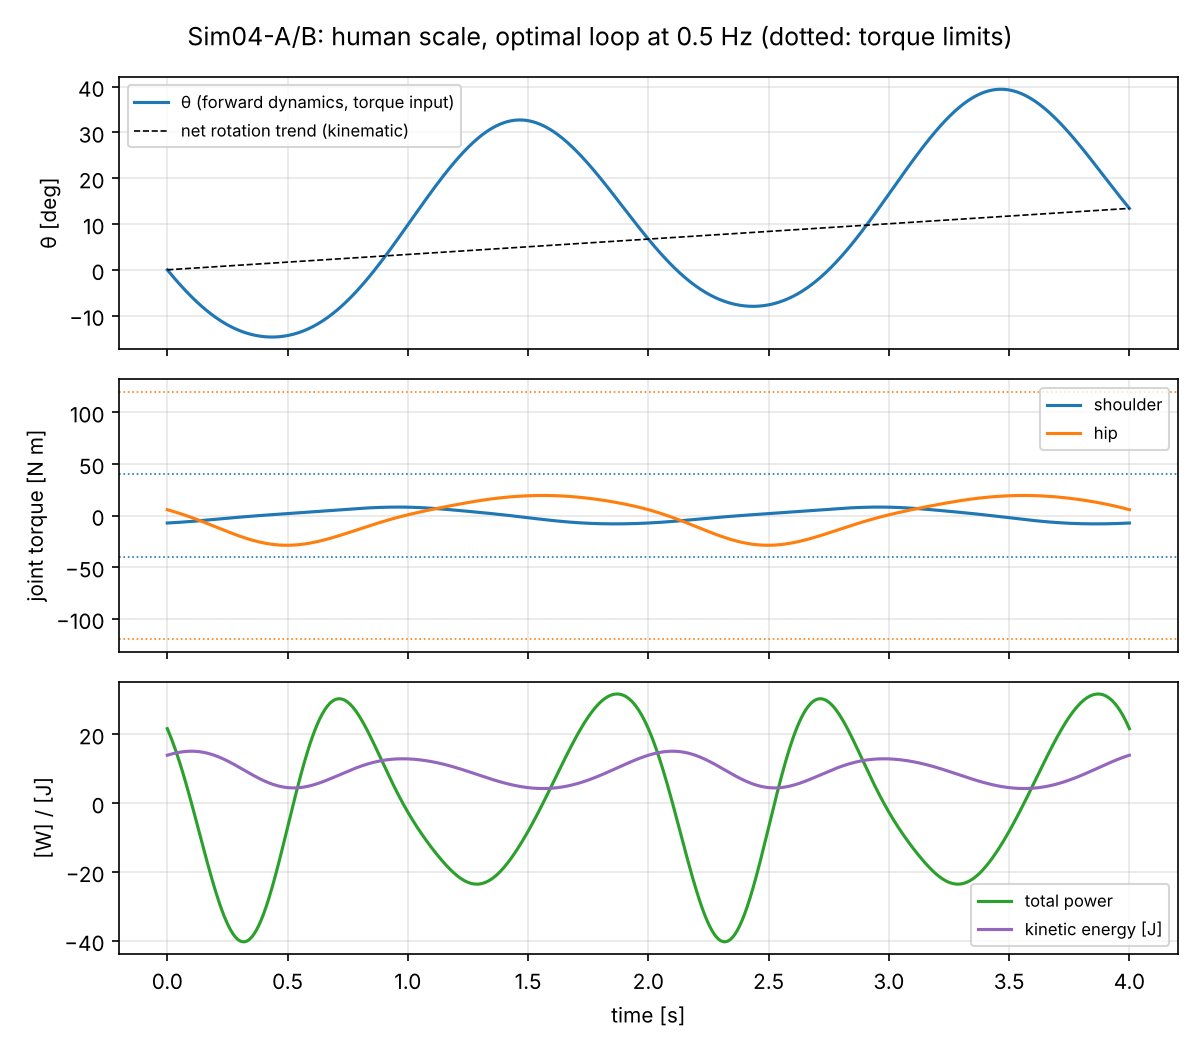 Sim04-A/B: human scale, optimal loop at 0.5 Hz (dotted: torque limits)
θ [deg]
40
30
20
10
0
−10
θ (forward dynamics, torque input)
net rotation trend (kinematic)
joint torque [N m]
100
50
0
−50
−100
shoulder
hip
[W] / [J]
20
0
−20
−40
total power
kinetic energy [J]
0.0 0.5 1.0 1.5 2.0 2.5 3.0 3.5 4.0
time [s]